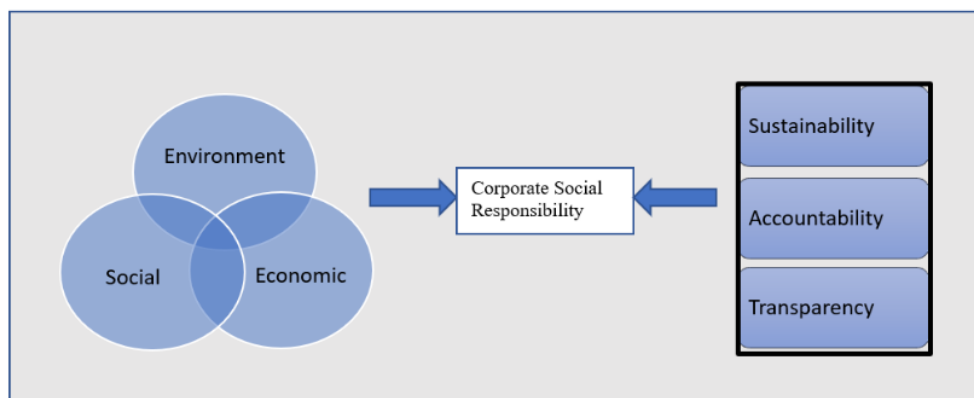 Environment
Social
Economic
Corporate Social
Responsibility
Sustainability
Accountability
Transparency